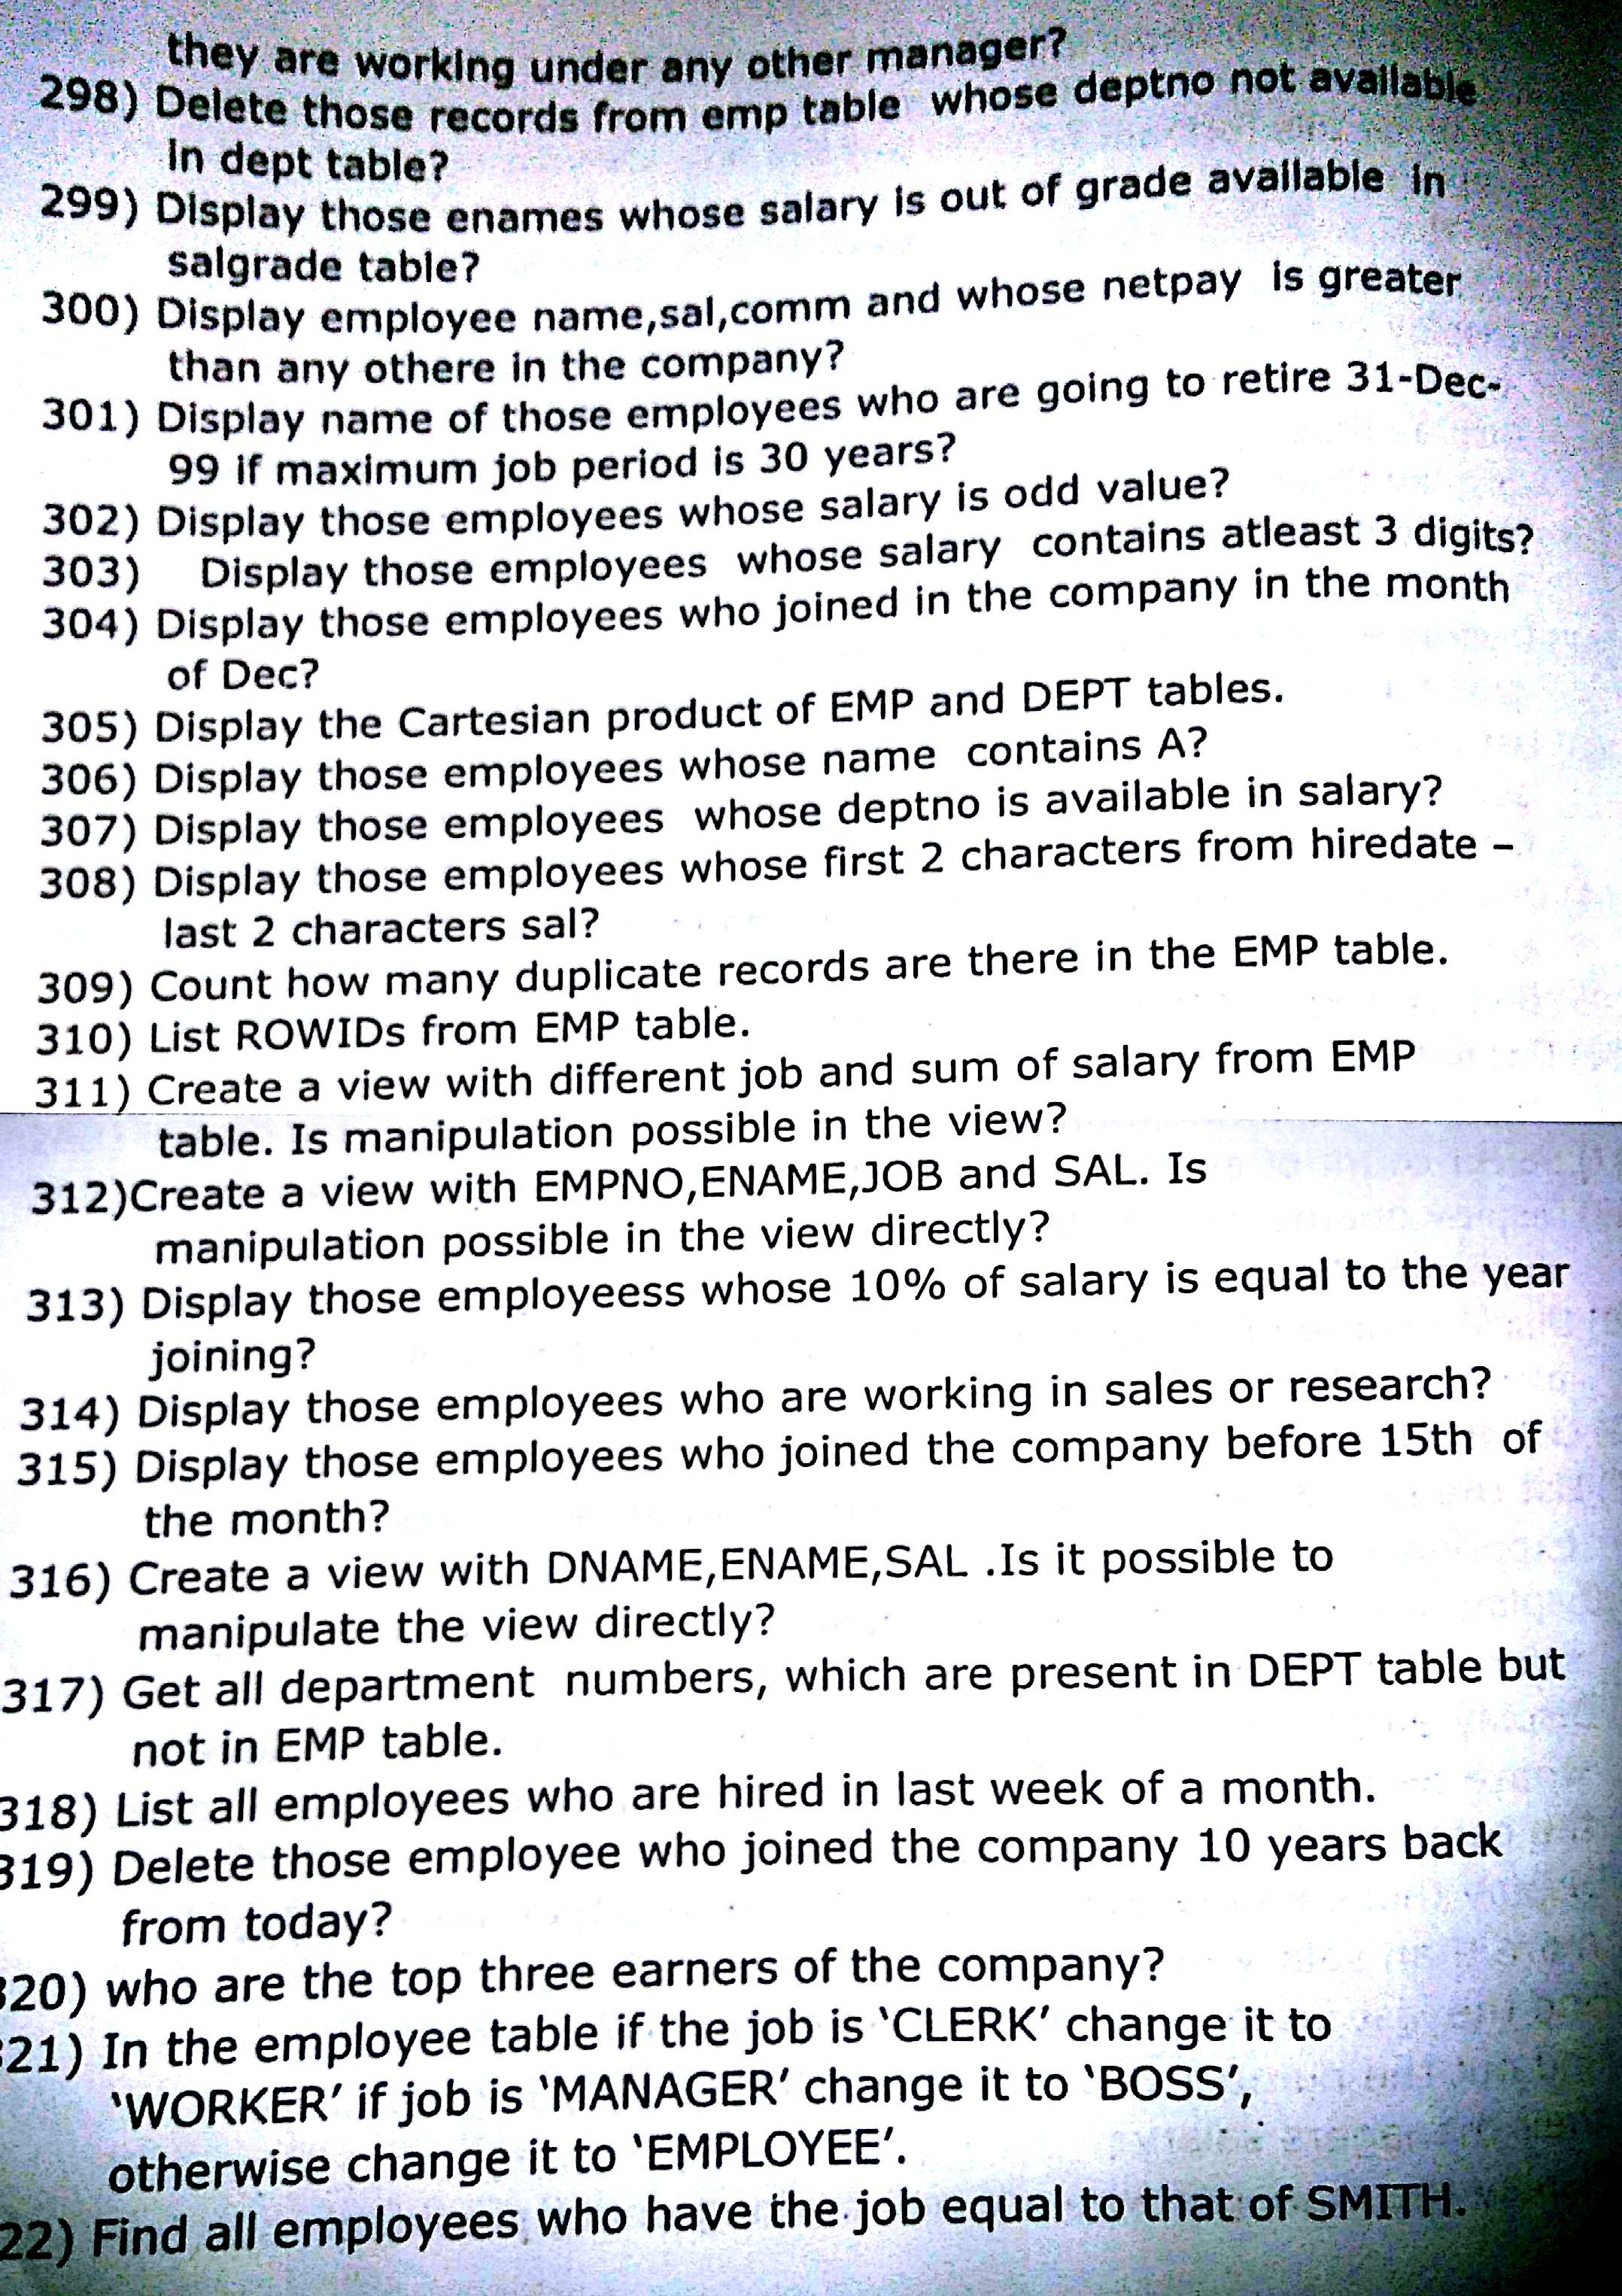 they are working under any other manager?
298) Delete those records from emp table whose deptno not available
in dept table?
299) Display those enames whose salary is out of grade available in
salgrade table?
300) Display employee name,sal,comm and whose netpay is greater
than any othere in the company?
301) Display name of those employees who are going to retire 31-Dec-
99 if maximum job period is 30 years?
302) Display those employees whose salary is odd value?
303) Display those employees whose salary contains atleast 3 digits?
304) Display those employees who joined in the company in the month
of Dec?
305) Display the Cartesian product of EMP and DEPT tables.
306) Display those employees whose name contains A?
307) Display those employees whose deptno is available in salary?
308) Display those employees whose first 2 characters from hiredate –
last 2 characters sal?
309) Count how many duplicate records are there in the EMP table.
310) List ROWIDs from EMP table.
311) Create a view with different job and sum of salary from EMP
table. Is manipulation possible in the view?
312)Create a view with EMPNO,ENAME,JOB and SAL. Is
manipulation possible in the view directly?
313) Display those employeess whose 10% of salary is equal to the year
joining?
314) Display those employees who are working in sales or research?
315) Display those employees who joined the company before 15th of
the month?
316) Create a view with DNAME,ENAME,SAL .Is it possible to
manipulate the view directly?
317) Get all department numbers, which are present in DEPT table but
not in EMP table.
318) List all employees who are hired in last week of a month.
319) Delete those employee who joined the company 10 years back
from today?
320) who are the top three earners of the company?
321) In the employee table if the job is ‘CLERK’ change it to
‘WORKER’ if job is ‘MANAGER’ change it to ‘BOSS’,
otherwise change it to ‘EMPLOYEE’.
22) Find all employees who have the job equal to that of SMITH.